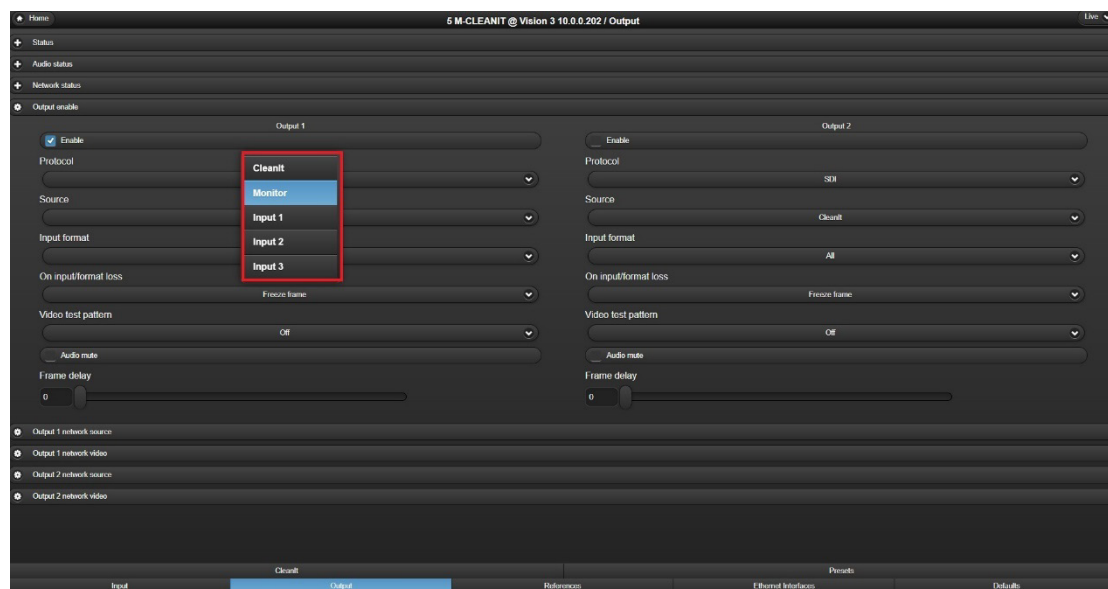 Home 5 M-CLEANIT @ Vision 3 10.0.0.202 / Output Live
Status
Audio status
Network status
Output enable
Output 1 Output 2
Enable Enable
Protocol Protocol
CleanIt
SDI
Monitor
Source Source
Input 1 CleanIt
Input format Input format
Input 2
All
Input 3
On input/format loss On input/format loss
Freeze frame Freeze frame
Video test pattern Video test pattern
Off Off
Audio mute Audio mute
Frame delay Frame delay
0 0
Output 1 network source
Output 1 network video
Output 2 network source
Output 2 network video
CleanIt Presets
Input Output References Ethernet Interfaces Defaults